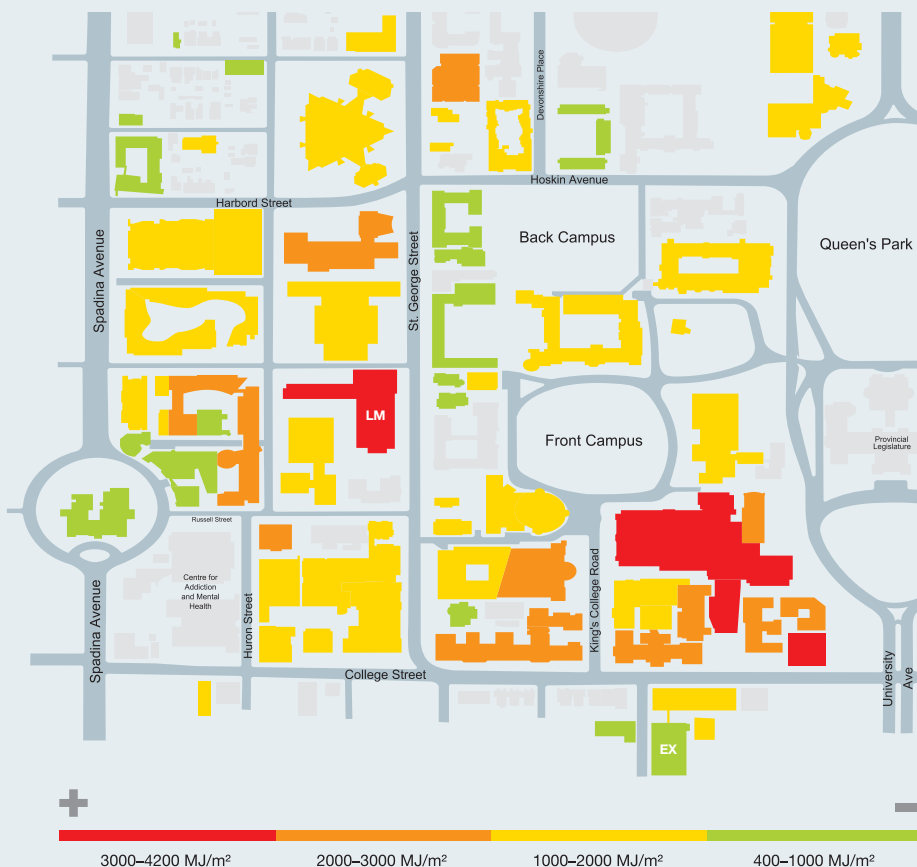 Devonshire Place
Hoskin Avenue
Harbord Street
Back Campus
Queen's Park
Spadina Avenue
St. George Street
LM
Front Campus
Provincial
Legislature
Russell Street
Centre for
Addiction
and Mental
Health
Huron Street
King's College Road
Spadina Avenue
College Street
University
Ave
EX
+
–
3000–4200 MJ/m²
2000–3000 MJ/m²
1000–2000 MJ/m²
400–1000 MJ/m²